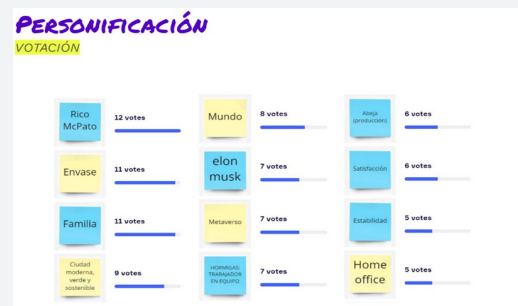 PERSONIFICACIÓN
VOTACIÓN
Rico
McPato
12 votes
Envase
11 votes
Familia
11 votes
Ciudad
moderna,
verde y
sostenible
9 votes
Mundo
8 votes
elon
musk
7 votes
Metaverso
7 votes
HORMIGAS:
TRABAJADOR
EN EQUIPO
7 votes
Abeja
(producción)
6 votes
Satisfacción
6 votes
Estabilidad
5 votes
Home
office
5 votes